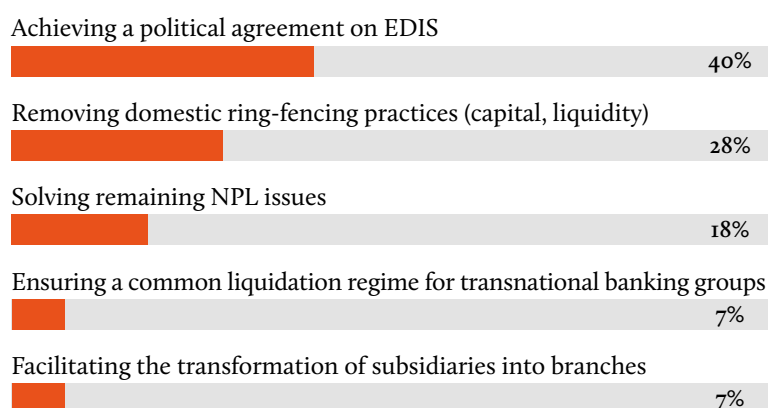 Achieving a political agreement on EDIS
40%
Removing domestic ring-fencing practices (capital, liquidity)
28%
Solving remaining NPL issues
18%
Ensuring a common liquidation regime for transnational banking groups
7%
Facilitating the transformation of subsidiaries into branches
7%